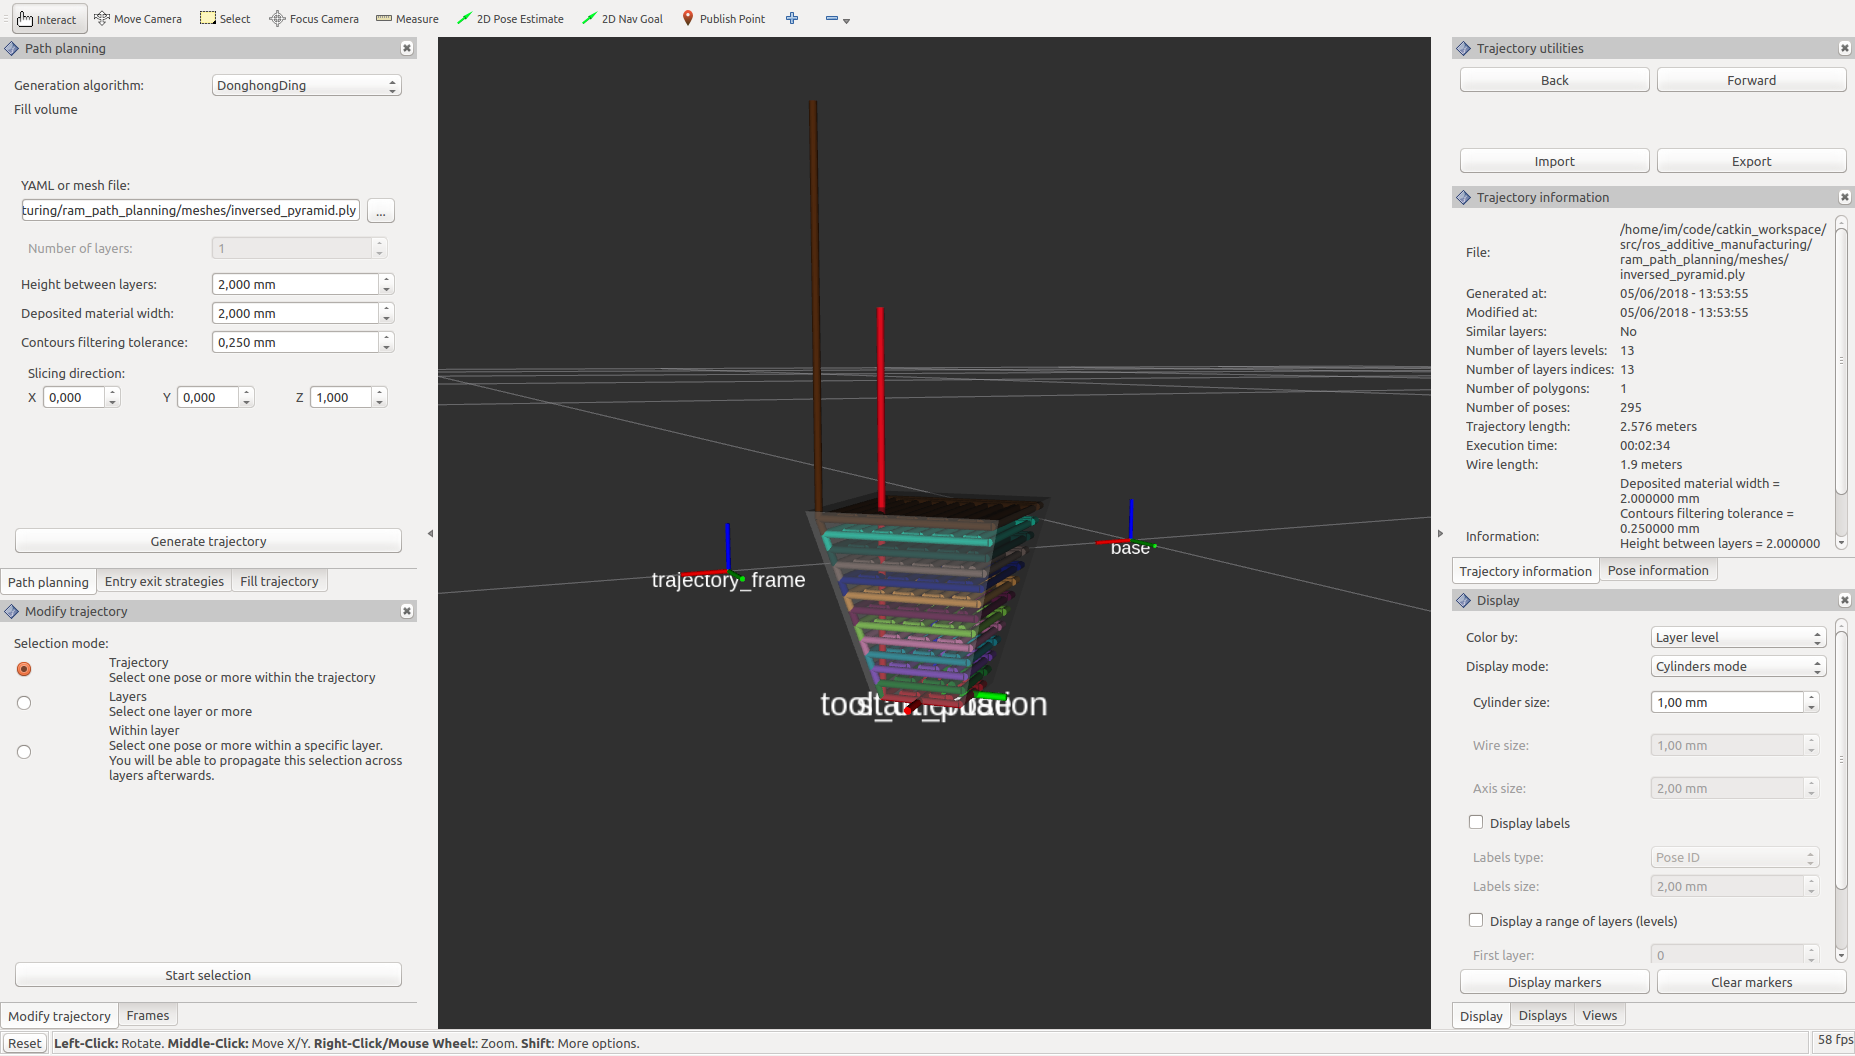 Interact Move Camera Select Focus Camera Measure 2D Pose Estimate 2D Nav Goal Publish Point
Path planning
Generation algorithm: DonghongDing
Fill volume
YAML or mesh file:
turing/ram_path_planning/meshes/inversed_pyramid.ply ...
Number of layers: 1
Height between layers: 2,000 mm
Deposited material width: 2,000 mm
Contours filtering tolerance: 0,250 mm
Slicing direction:
X 0,000 Y 0,000 Z 1,000
Generate trajectory
Path planning Entry exit strategies Fill trajectory
Modify trajectory
Selection mode:
Trajectory
Select one pose or more within the trajectory
Layers
Select one layer or more
Within layer
Select one pose or more within a specific layer.
You will be able to propagate this selection across
layers afterwards.
Start selection
Modify trajectory Frames
trajectory_frame
base
Trajectory utilities
Back Forward
Import Export
Trajectory information
File:
/home/im/code/catkin_workspace/
src/ros_additive_manufacturing/
ram_path_planning/meshes/
inversed_pyramid.ply
Generated at: 05/06/2018 - 13:53:55
Modified at: 05/06/2018 - 13:53:55
Similar layers: No
Number of layers levels: 13
Number of layers indices: 13
Number of polygons: 1
Number of poses: 295
Trajectory length: 2.576 meters
Execution time: 00:02:34
Wire length: 1.9 meters
Information:
Deposited material width =
2.000000 mm
Contours filtering tolerance =
0.250000 mm
Height between layers = 2.000000
Trajectory information Pose information
Display
Color by: Layer level
Display mode: Cylinders mode
Cylinder size: 1,00 mm
Wire size: 1,00 mm
Axis size: 2,00 mm
Display labels
Labels type: Pose ID
Labels size: 2,00 mm
Display a range of layers (levels)
First layer: 0
Display markers Clear markers
Display Displays Views
Reset Left-Click: Rotate. Middle-Click: Move X/Y. Right-Click/Mouse Wheel:: Zoom. Shift: More options. 58 fps